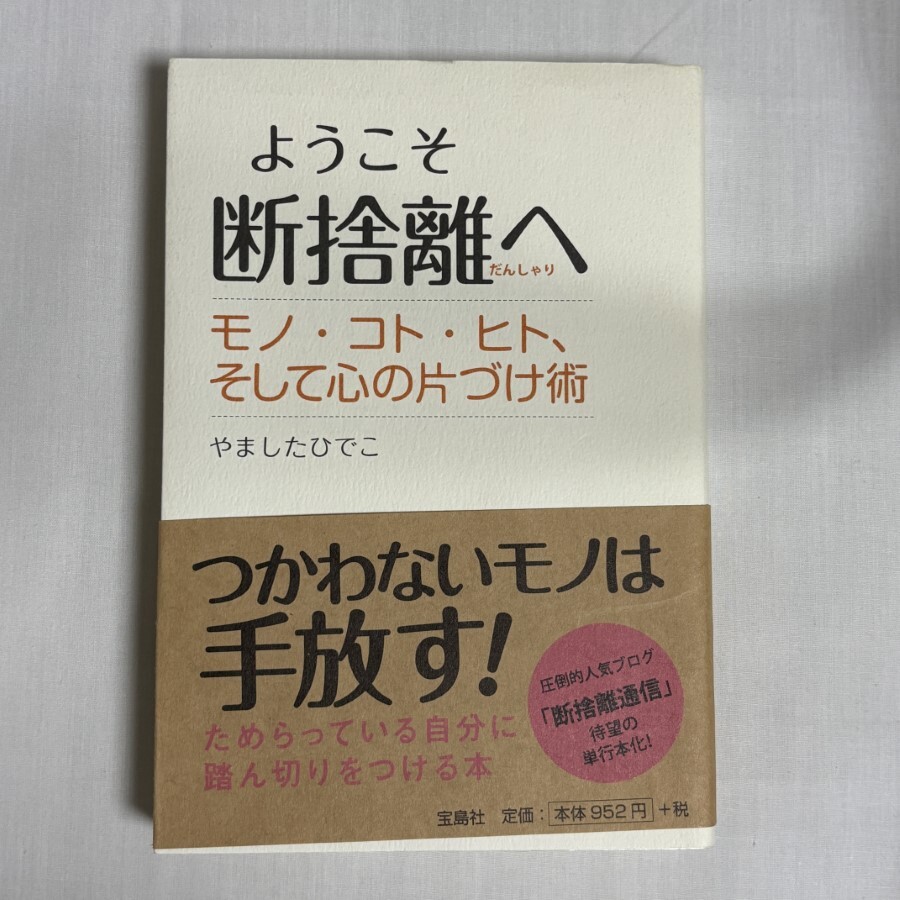 ようこそ
断捨離へ
だんしゃり
モノ・コト・ヒト、
そして心の片づけ術
やましたひでこ
つかわないモノは
手放す!
ためらっている自分に
踏ん切りをつける本
圧倒的人気ブログ
「断捨離通信」
待望の
単行本化!
宝島社 定価:本体952円+税